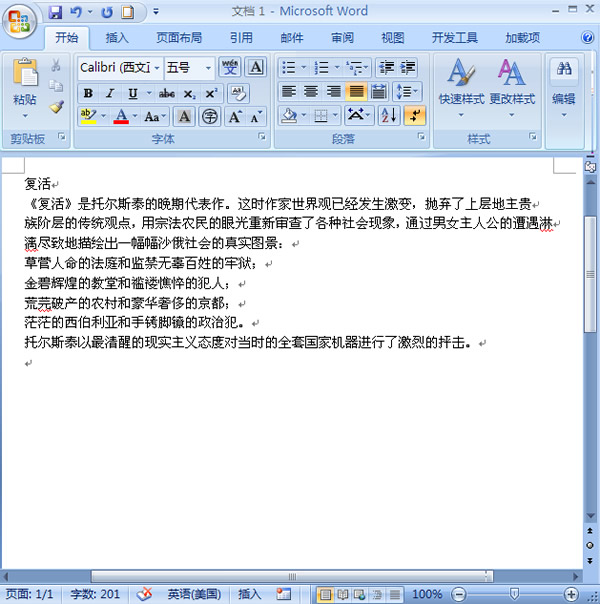 文档 1 - Microsoft Word
开始 插入 页面布局 引用 邮件 审阅 视图 开发工具 加载项
粘贴
Calibri (西文正 五号
wén 变 A
B I U abc x₂ x² Aa
ab A Aa A 字 A A
快速样式 更改样式 编辑
剪贴板 字体 段落 样式
复活
《复活》是托尔斯泰的晚期代表作。这时作家世界观已经发生激变，抛弃了上层地主贵
族阶层的传统观点，用宗法农民的眼光重新审查了各种社会现象，通过男女主人公的遭遇淋
漓尽致地描绘出一幅幅沙俄社会的真实图景：
草菅人命的法庭和监禁无辜百姓的牢狱；
金碧辉煌的教堂和褴褛憔悴的犯人；
荒芜破产的农村和豪华奢侈的京都；
茫茫的西伯利亚和手铐脚镣的政治犯。
托尔斯泰以最清醒的现实主义态度对当时的全套国家机器进行了激烈的抨击。
页面: 1/1 字数: 201 英语(美国) 插入 100%